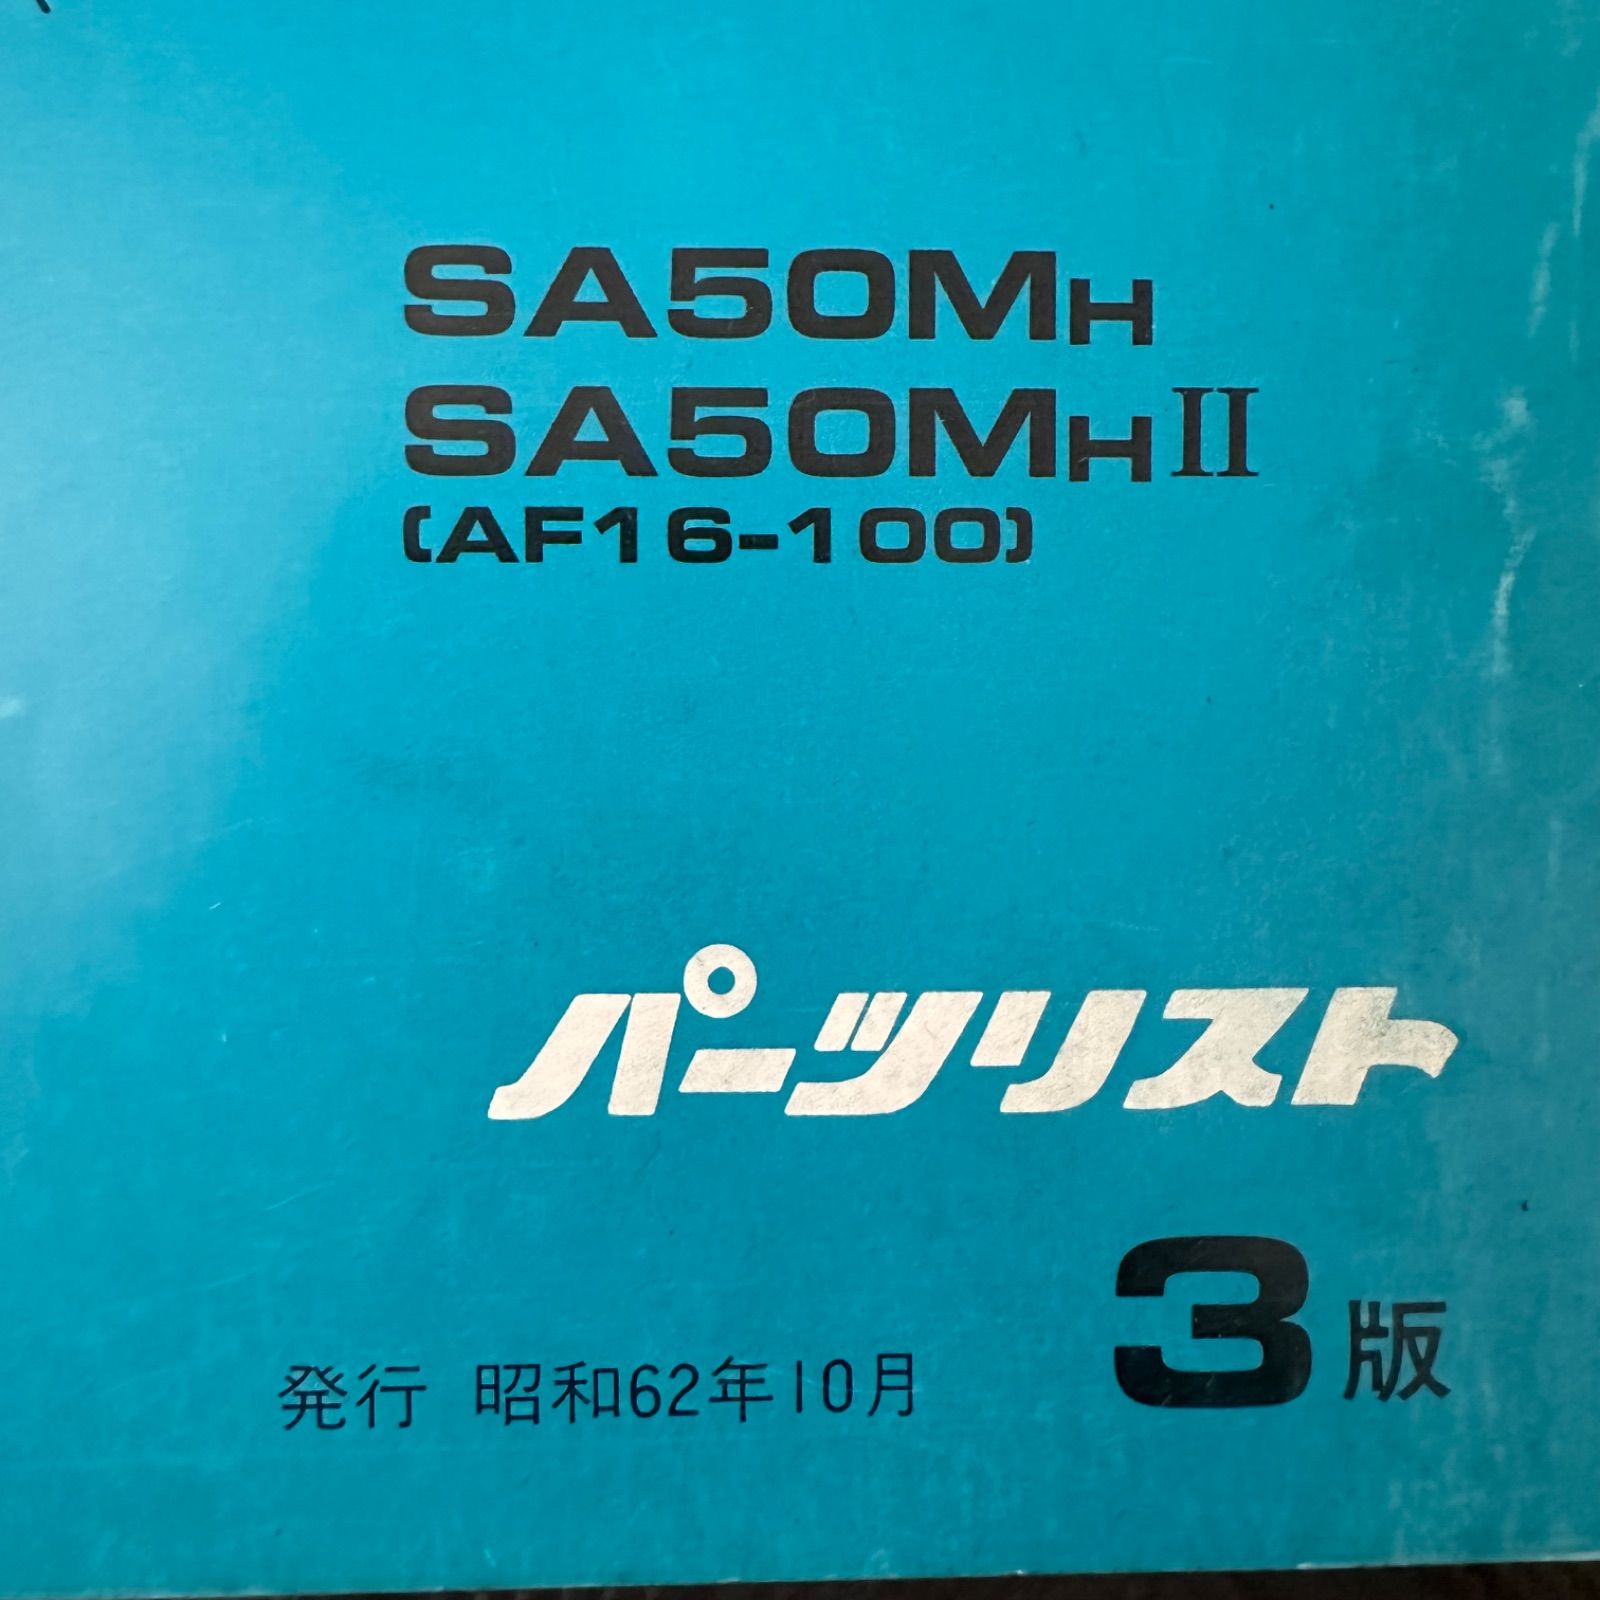 SA50MH
SA50MHII
(AF16-100)
パーツリスト
3版
発行 昭和62年10月